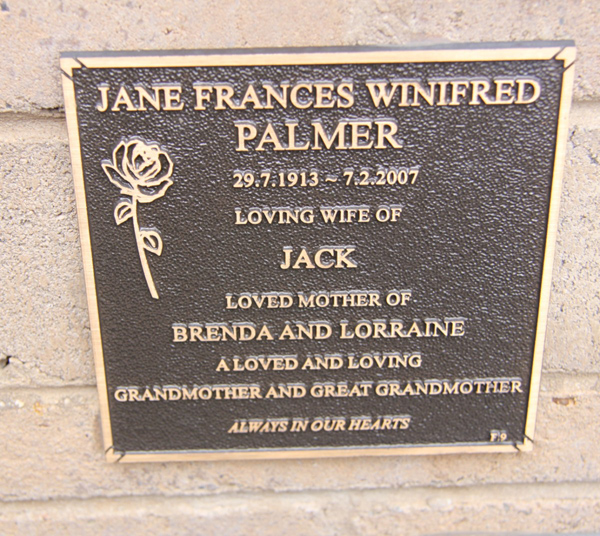 JANE FRANCES WINIFRED
PALMER
29.7.1913 ~ 7.2.2007
LOVING WIFE OF
JACK
LOVED MOTHER OF
BRENDA AND LORRAINE
A LOVED AND LOVING
GRANDMOTHER AND GREAT GRANDMOTHER
ALWAYS IN OUR HEARTS
F/9